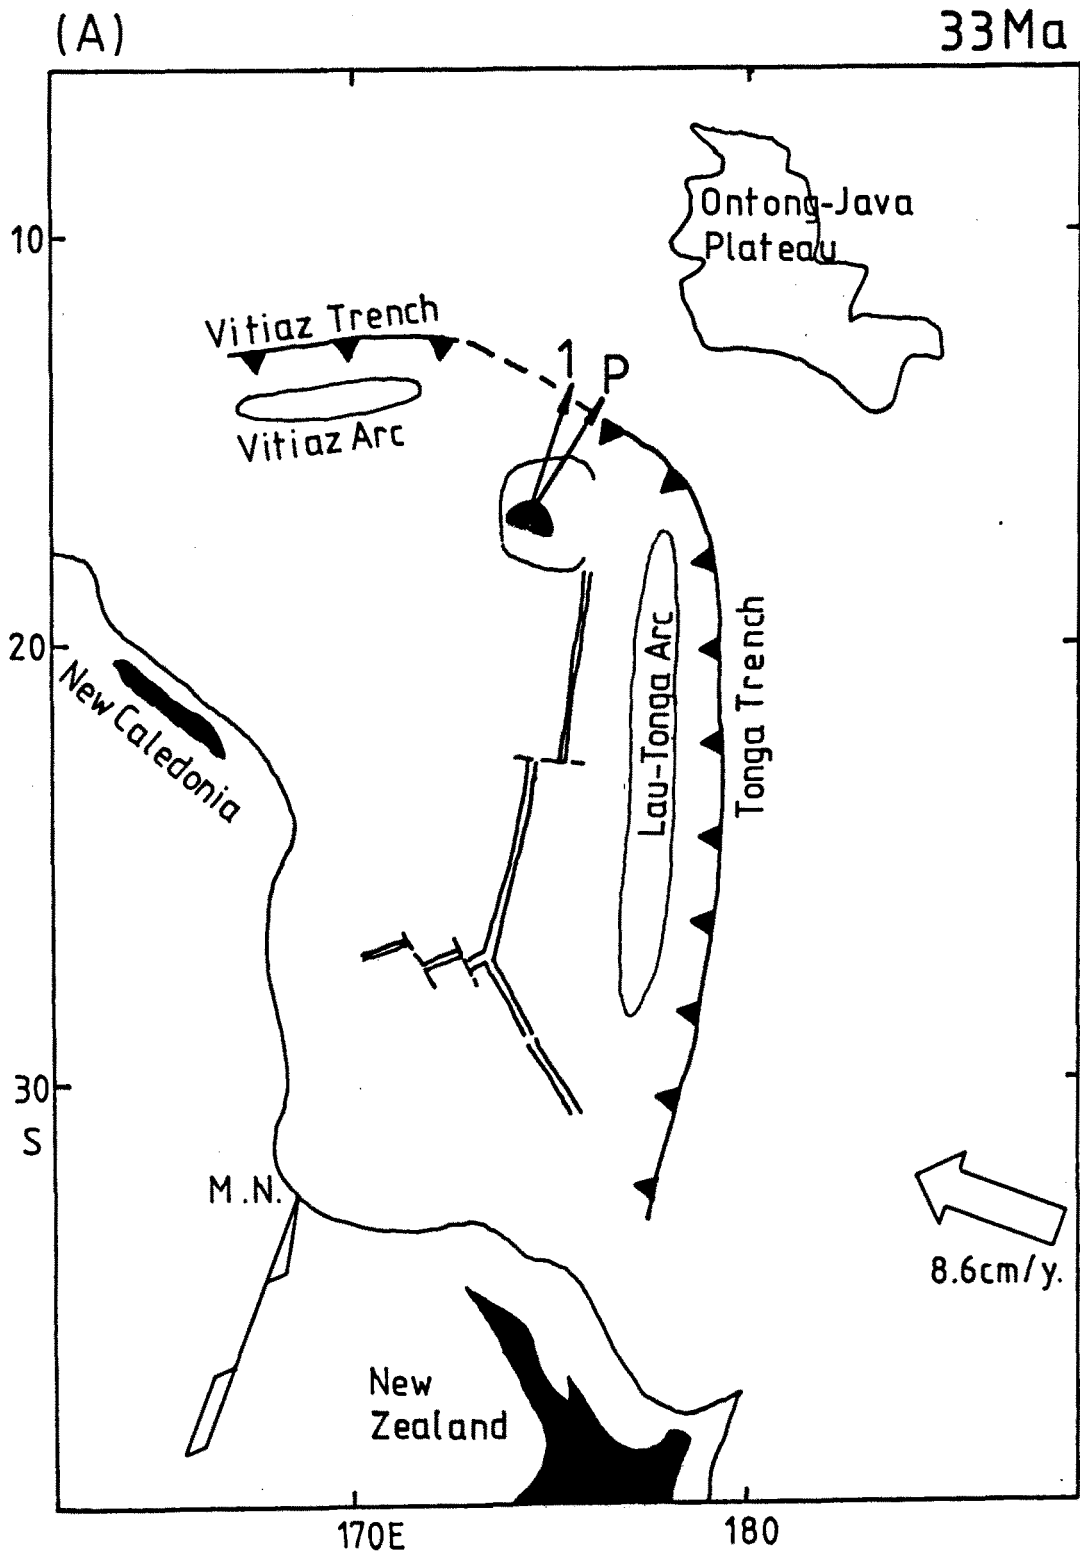 (A)
33Ma
Ontong-Java
Plateau
10
Vitiaz Trench
1
P
Vitiaz Arc
20
New Caledonia
Lau-Tonga Arc
Tonga Trench
30
S
M.N.
8.6cm/y.
New
Zealand
170E
180